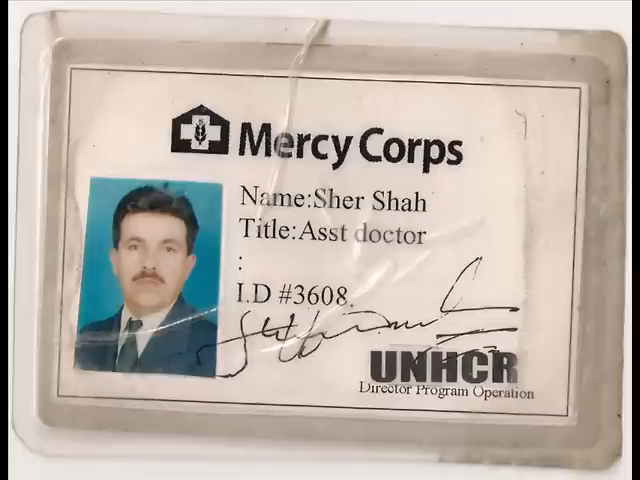 Mercy Corps
Name:Sher Shah
Title:Asst doctor
:
I.D #3608.
UNHCR
Director Program Operation